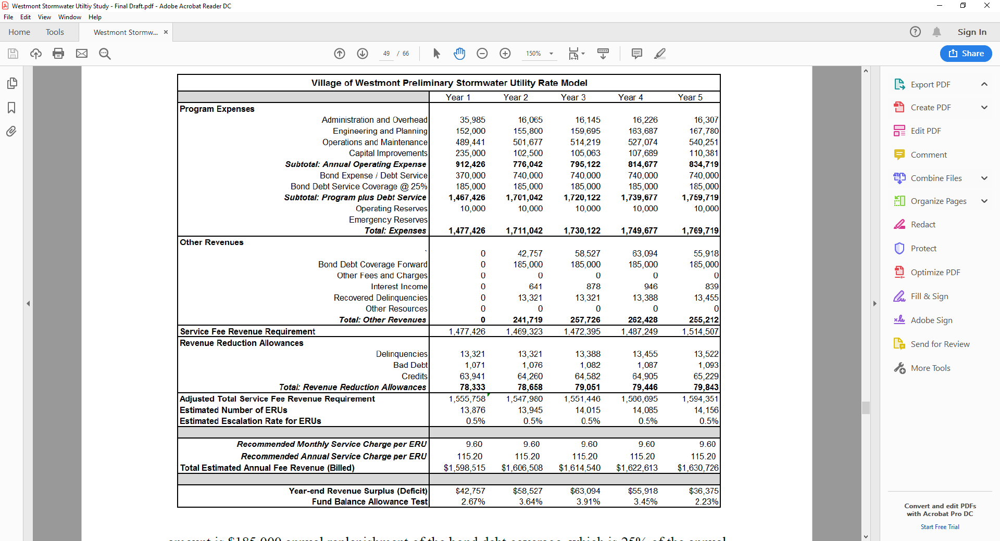 Westmont Stormwater Utiltiy Study - Final Draft.pdf - Adobe Acrobat Reader DC
File Edit View Window Help
Home Tools Westmont Stormw... × Sign In
49 / 66 150% Share
Village of Westmont Preliminary Stormwater Utility Rate Model
Year 1 Year 2 Year 3 Year 4 Year 5
Program Expenses
Administration and Overhead 35,985 16,065 16,145 16,226 16,307
Engineering and Planning 152,000 155,800 159,695 163,687 167,780
Operations and Maintenance 489,441 501,677 514,219 527,074 540,251
Capital Improvements 235,000 102,500 105,063 107,689 110,381
Subtotal: Annual Operating Expense 912,426 776,042 795,122 814,677 834,719
Bond Expense / Debt Service 370,000 740,000 740,000 740,000 740,000
Bond Debt Service Coverage @ 25% 185,000 185,000 185,000 185,000 185,000
Subtotal: Program plus Debt Service 1,467,426 1,701,042 1,720,122 1,739,677 1,759,719
Operating Reserves 10,000 10,000 10,000 10,000 10,000
Emergency Reserves
Total: Expenses 1,477,426 1,711,042 1,730,122 1,749,677 1,769,719
Other Revenues
` 0 42,757 58,527 63,094 55,918
Bond Debt Coverage Forward 0 185,000 185,000 185,000 185,000
Other Fees and Charges 0 0 0 0 0
Interest Income 0 641 878 946 839
Recovered Delinquencies 0 13,321 13,321 13,388 13,455
Other Resources 0 0 0 0 0
Total: Other Revenues 0 241,719 257,726 262,428 255,212
Service Fee Revenue Requirement 1,477,426 1,469,323 1,472,395 1,487,249 1,514,507
Revenue Reduction Allowances
Delinquencies 13,321 13,321 13,388 13,455 13,522
Bad Debt 1,071 1,076 1,082 1,087 1,093
Credits 63,941 64,260 64,582 64,905 65,229
Total: Revenue Reduction Allowances 78,333 78,658 79,051 79,446 79,843
Adjusted Total Service Fee Revenue Requirement 1,555,758 1,547,980 1,551,446 1,566,695 1,594,351
Estimated Number of ERUs 13,876 13,945 14,015 14,085 14,156
Estimated Escalation Rate for ERUs 0.5% 0.5% 0.5% 0.5% 0.5%
Recommended Monthly Service Charge per ERU 9.60 9.60 9.60 9.60 9.60
Recommended Annual Service Charge per ERU 115.20 115.20 115.20 115.20 115.20
Total Estimated Annual Fee Revenue (Billed) $1,598,515 $1,606,508 $1,614,540 $1,622,613 $1,630,726
Year-end Revenue Surplus (Deficit) $42,757 $58,527 $63,094 $55,918 $36,375
Fund Balance Allowance Test 2.67% 3.64% 3.91% 3.45% 2.23%
amount is $185,000 annual replenishment of the bond debt coverage, which is 25% of the annual
Export PDF
Create PDF
Edit PDF
Comment
Combine Files
Organize Pages
Redact
Protect
Optimize PDF
Fill & Sign
Adobe Sign
Send for Review
More Tools
Convert and edit PDFs
with Acrobat Pro DC
Start Free Trial